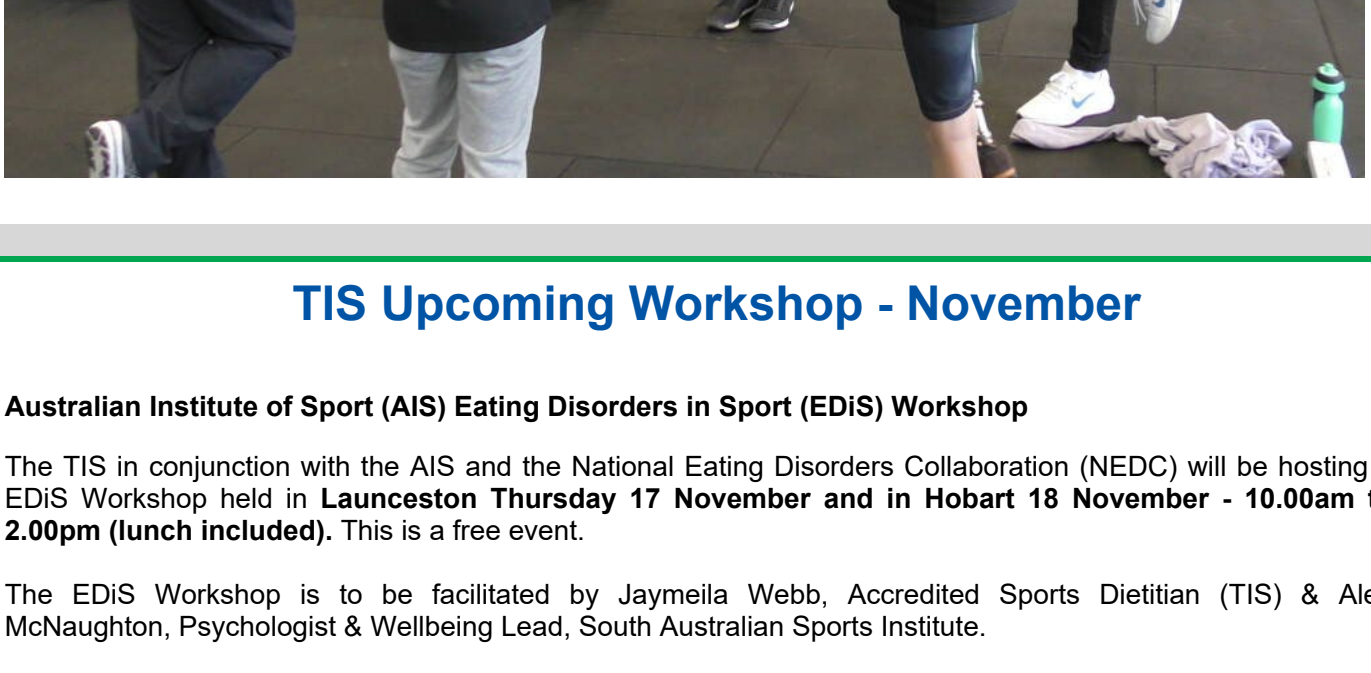 TIS Upcoming Workshop - November
Australian Institute of Sport (AIS) Eating Disorders in Sport (EDiS) Workshop
The TIS in conjunction with the AIS and the National Eating Disorders Collaboration (NEDC) will be hosting
EDiS Workshop held in Launceston Thursday 17 November and in Hobart 18 November - 10.00am
2.00pm (lunch included). This is a free event.
The EDiS Workshop is to be facilitated by Jaymeila Webb, Accredited Sports Dietitian (TIS) &
McNaughton, Psychologist & Wellbeing Lead, South Australian Sports Institute.